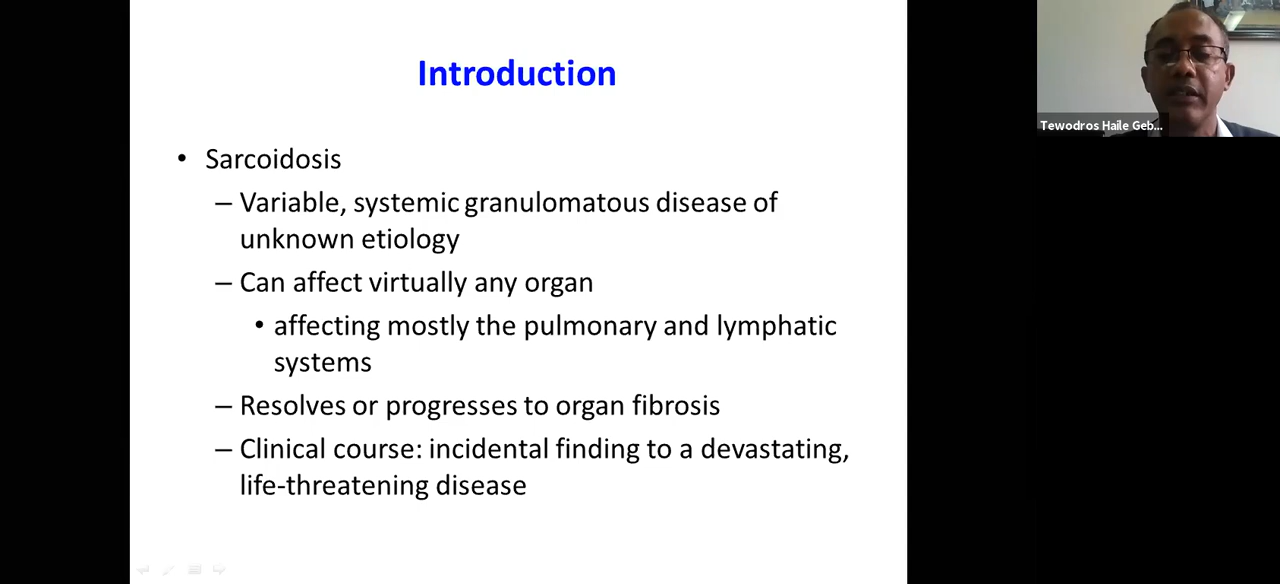 Introduction
• Sarcoidosis
– Variable, systemic granulomatous disease of
unknown etiology
– Can affect virtually any organ
• affecting mostly the pulmonary and lymphatic
systems
– Resolves or progresses to organ fibrosis
– Clinical course: incidental finding to a devastating,
life-threatening disease
Tewodros Haile Geb...